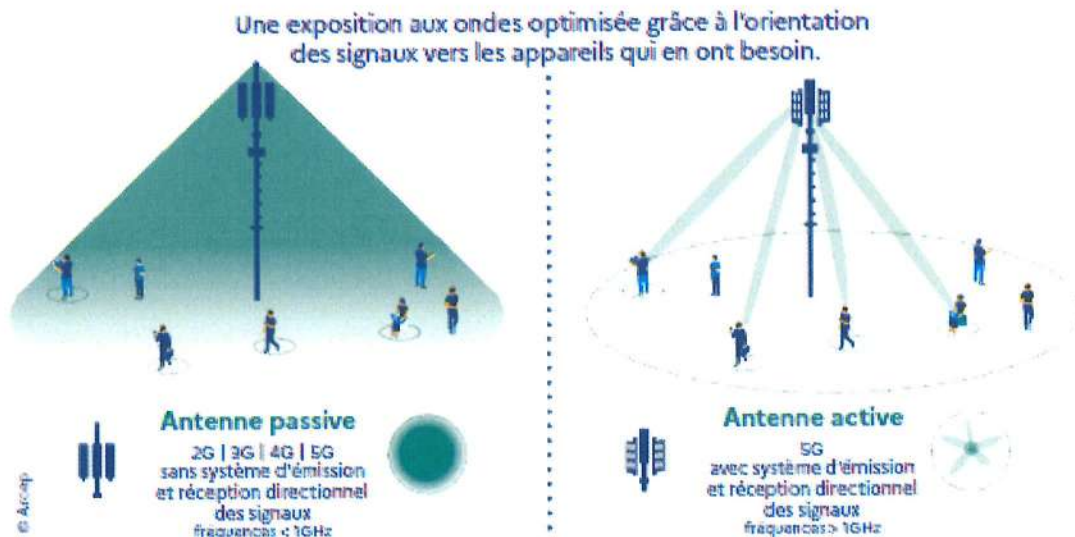 Une exposition aux ondes optimisée grâce à l'orientation
des signaux vers les appareils qui en ont besoin.
Antenne passive
2G | 3G | 4G | 5G
sans système d'émission
et réception directionnel
des signaux
fréquences < 1GHz
Antenne active
5G
avec système d'émission
et réception directionnel
des signaux
fréquences > 1GHz
© Arcep